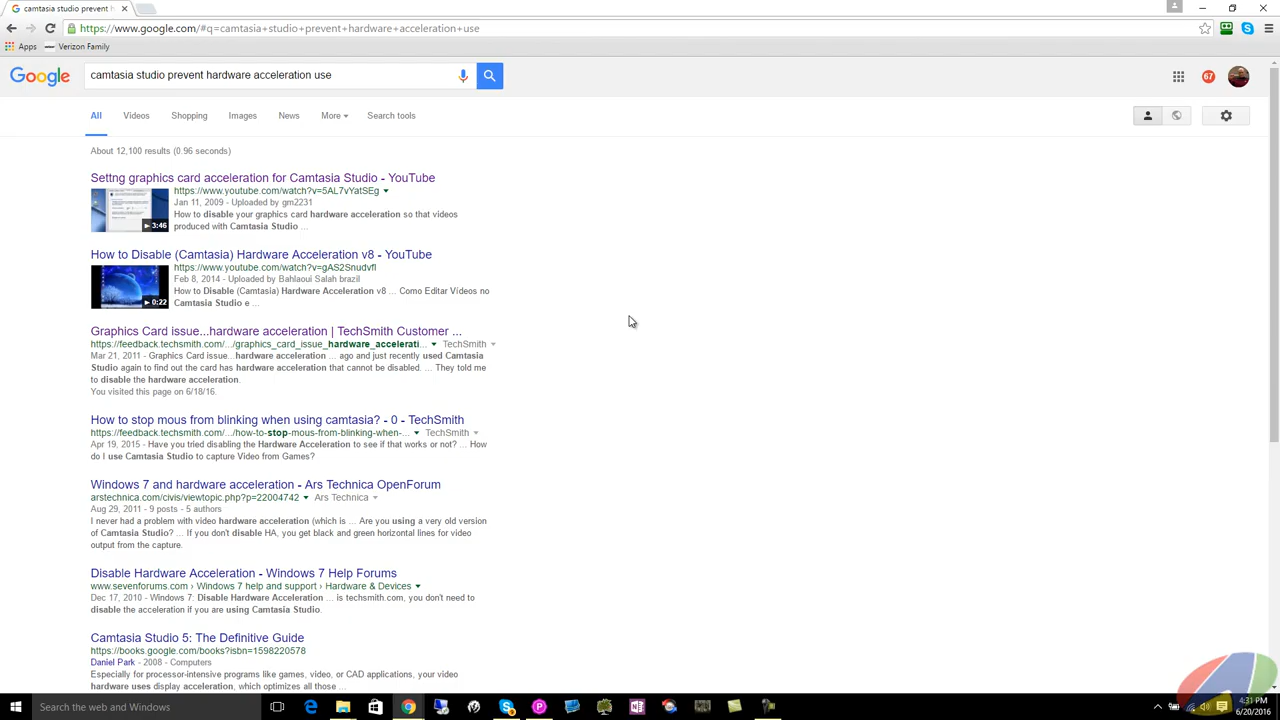 camtasia studio prevent h
https://www.google.com/#q=camtasia+studio+prevent+hardware+acceleration+use
Apps Verizon Family
Google camtasia studio prevent hardware acceleration use 67
All Videos Shopping Images News More Search tools
About 12,100 results (0.96 seconds)
Settng graphics card acceleration for Camtasia Studio - YouTube
https://www.youtube.com/watch?v=5AL7vYatSEg
Jan 11, 2009 - Uploaded by gm2231
How to disable your graphics card hardware acceleration so that videos
produced with Camtasia Studio ...
3:46
How to Disable (Camtasia) Hardware Acceleration v8 - YouTube
https://www.youtube.com/watch?v=gAS2Snudvfl
Feb 8, 2014 - Uploaded by Bahlaoui Salah brazil
How to Disable (Camtasia) Hardware Acceleration v8 ... Como Editar Vídeos no
Camtasia Studio e ...
0:22
Graphics Card issue...hardware acceleration | TechSmith Customer ...
https://feedback.techsmith.com/.../graphics_card_issue_hardware_accelerati... TechSmith
Mar 21, 2011 - Graphics Card issue...hardware acceleration ... ago and just recently used Camtasia
Studio again to find out the card has hardware acceleration that cannot be disabled. ... They told me
to disable the hardware acceleration.
You visited this page on 6/18/16.
How to stop mous from blinking when using camtasia? - 0 - TechSmith
https://feedback.techsmith.com/.../how-to-stop-mous-from-blinking-when-... TechSmith
Apr 19, 2015 - Have you tried disabling the Hardware Acceleration to see if that works or not? ... How
do I use Camtasia Studio to capture Video from Games?
Windows 7 and hardware acceleration - Ars Technica OpenForum
arstechnica.com/civis/viewtopic.php?p=22004742 Ars Technica
Aug 29, 2011 - 9 posts - 5 authors
I never had a problem with video hardware acceleration (which is ... Are you using a very old version
of Camtasia Studio? ... If you don't disable HA, you get black and green horizontal lines for video
output from the capture.
Disable Hardware Acceleration - Windows 7 Help Forums
www.sevenforums.com › Windows 7 help and support › Hardware & Devices
Dec 17, 2010 - Windows 7: Disable Hardware Acceleration ... is techsmith.com, you don't need to
disable the acceleration if you are using Camtasia Studio.
Camtasia Studio 5: The Definitive Guide
https://books.google.com/books?isbn=1598220578
Daniel Park - 2008 - Computers
Especially for processor-intensive programs like games, video, or CAD applications, your video
hardware uses display acceleration, which optimizes all those ...
Search the web and Windows
4:31 PM
6/20/2016